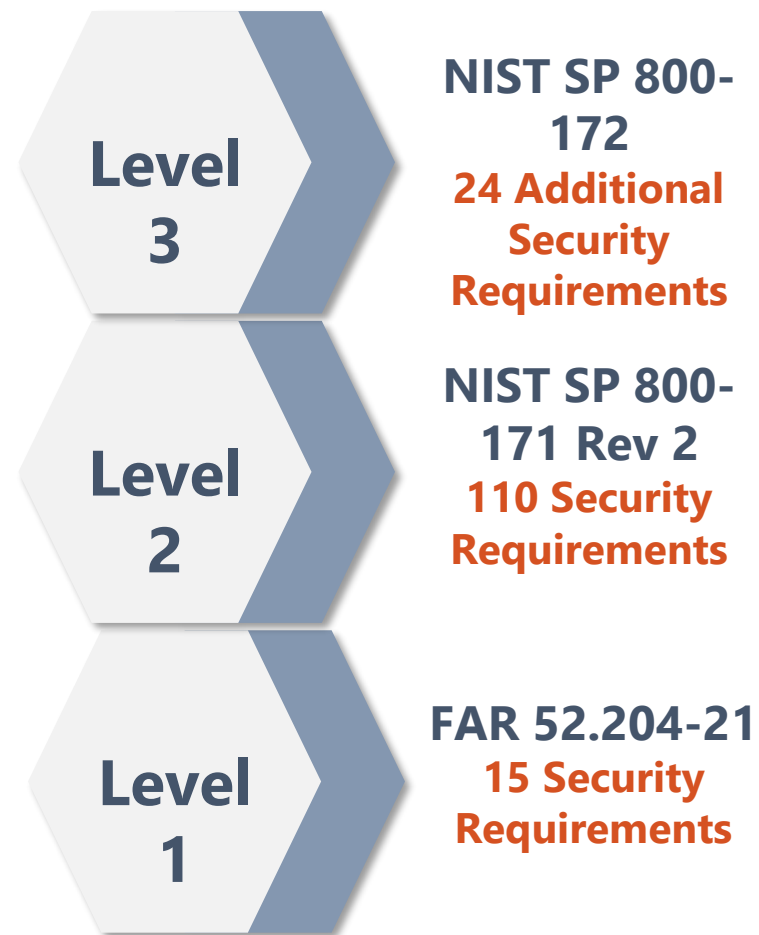 Level
3
NIST SP 800-
172
24 Additional
Security
Requirements
Level
2
NIST SP 800-
171 Rev 2
110 Security
Requirements
Level
1
FAR 52.204-21
15 Security
Requirements